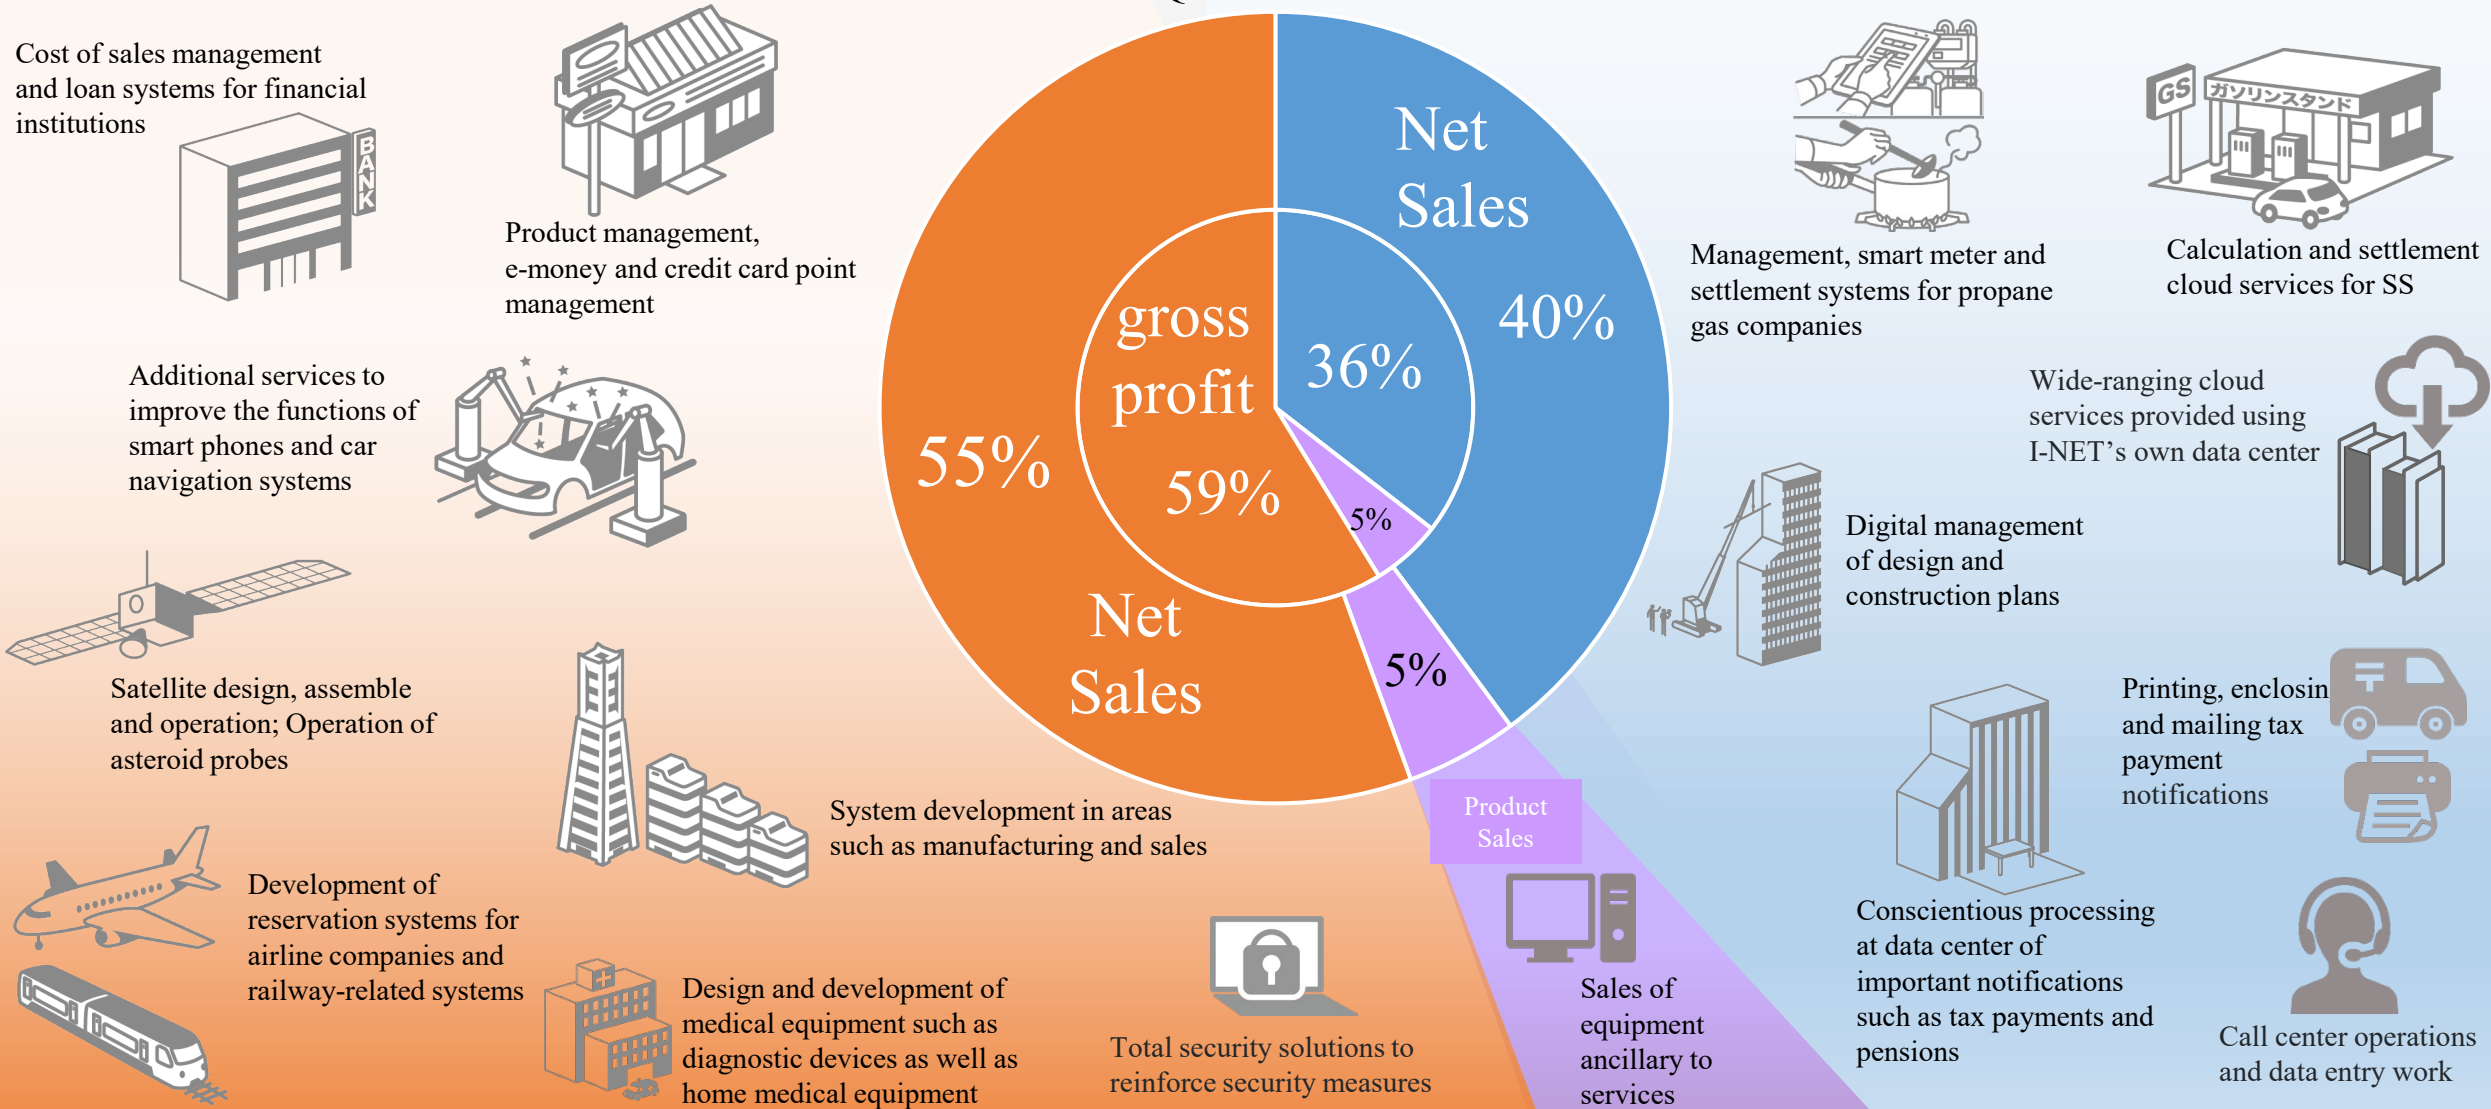 Cost of sales management
and loan systems for financial
institutions
BANK
Product management,
e-money and credit card point
management
Additional services to
improve the functions of
smart phones and car
navigation systems
Satellite design, assemble
and operation; Operation of
asteroid probes
System development in areas
such as manufacturing and sales
Development of
reservation systems for
airline companies and
railway-related systems
Design and development of
medical equipment such as
diagnostic devices as well as
home medical equipment
Total security solutions to
reinforce security measures
Net
Sales
40%
36%
gross
profit
59%
55%
5%
Net
Sales
5%
Product
Sales
Sales of
equipment
ancillary to
services
Management, smart meter and
settlement systems for propane
gas companies
GS
ガソリンスタンド
Calculation and settlement
cloud services for SS
Wide-ranging cloud
services provided using
I-NET’s own data center
Digital management
of design and
construction plans
Printing, enclosin
and mailing tax
payment
notifications
Conscientious processing
at data center of
important notifications
such as tax payments and
pensions
Call center operations
and data entry work